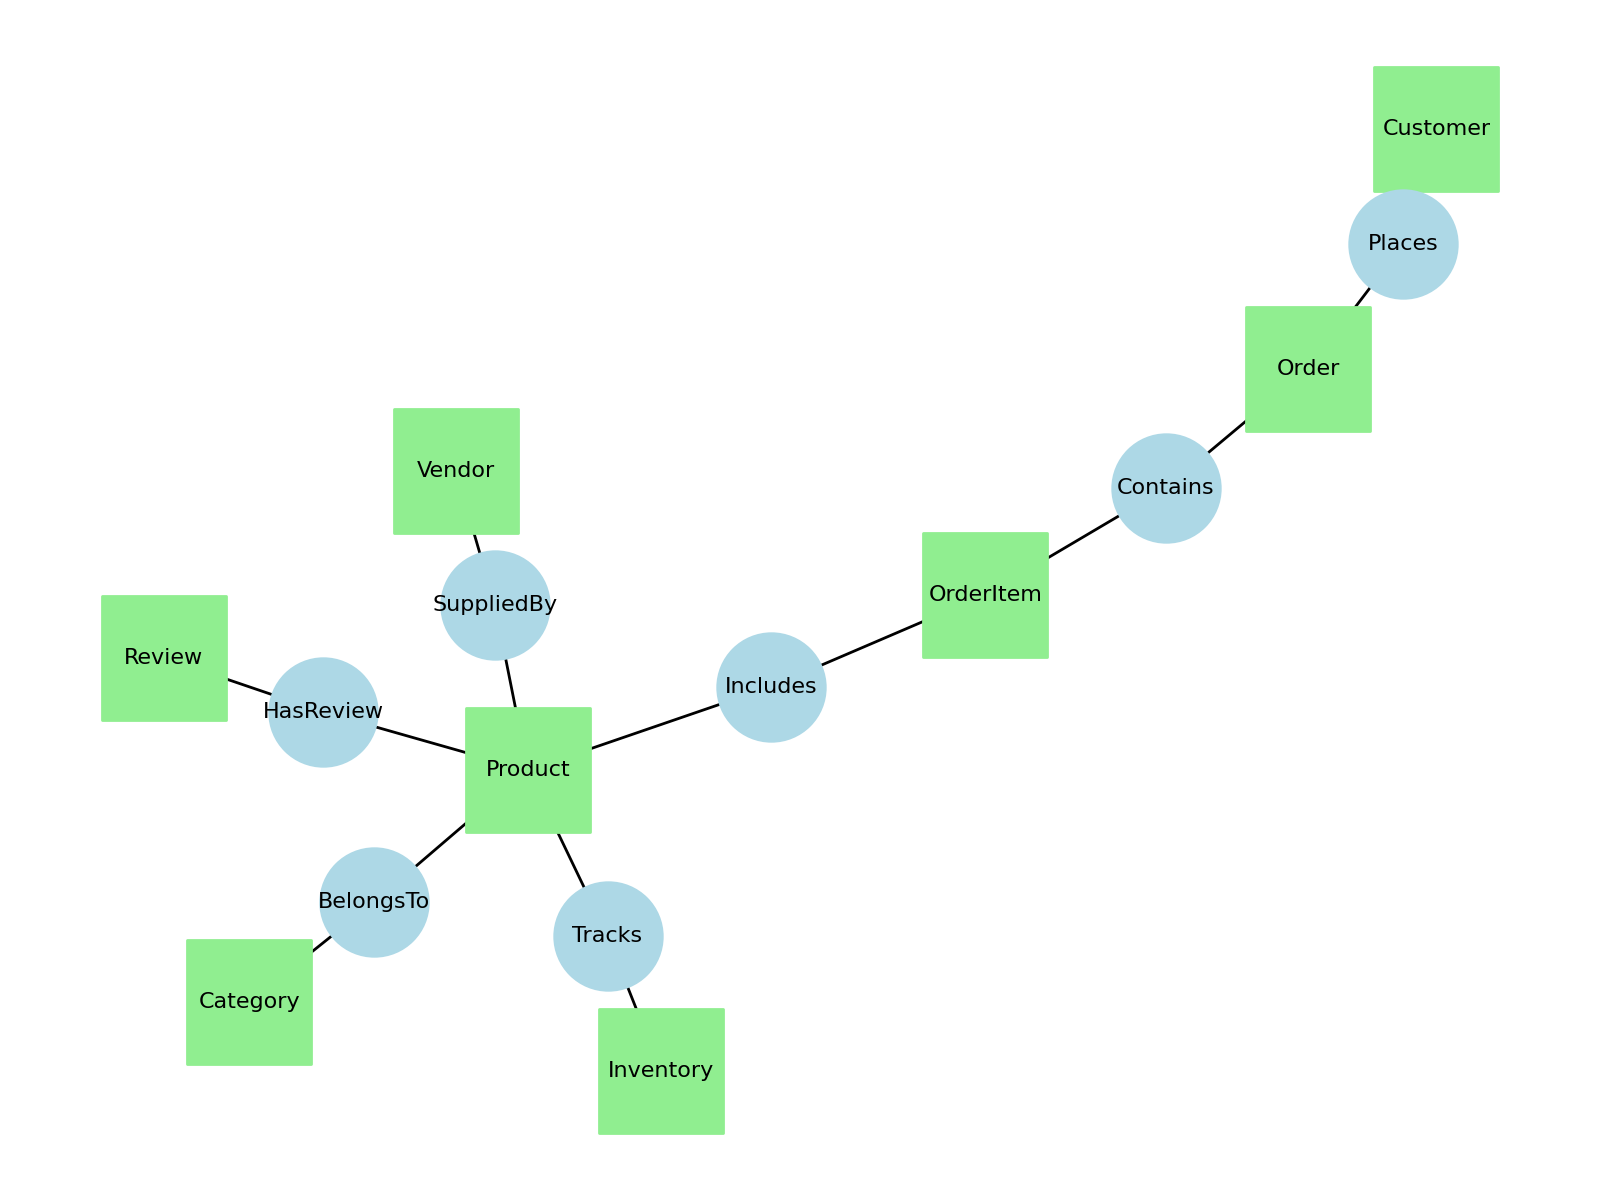 Customer
Places
Order
Vendor
Contains
OrderItem
SuppliedBy
Review
Includes
HasReview
Product
BelongsTo
Tracks
Category
Inventory